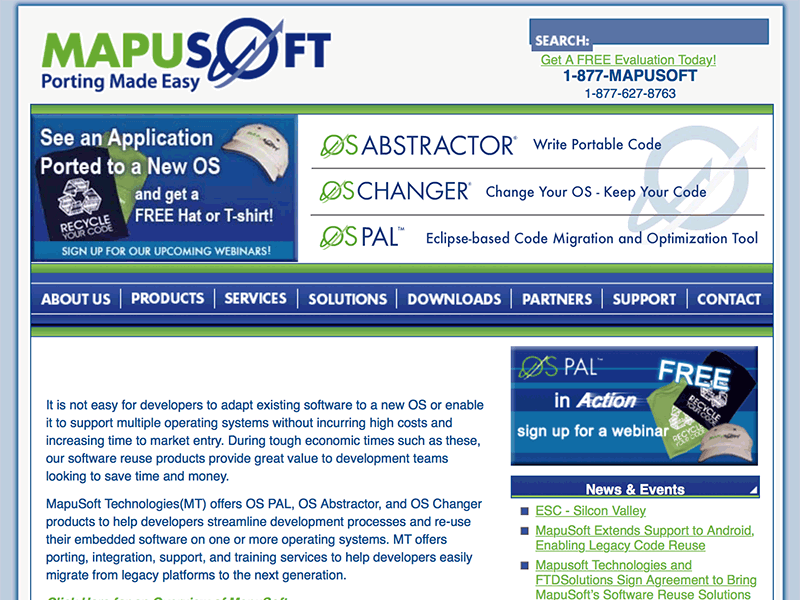 MAPUSOFT
Porting Made Easy
SEARCH:
Get A FREE Evaluation Today!
1-877-MAPUSOFT
1-877-627-8763
See an Application
Ported to a New OS
and get a
FREE Hat or T-shirt!
RECYCLE
YOUR CODE
SIGN UP FOR OUR UPCOMING WEBINARS!
OS ABSTRACTOR® Write Portable Code
OS CHANGER® Change Your OS - Keep Your Code
OS PAL™ Eclipse-based Code Migration and Optimization Tool
ABOUT US | PRODUCTS | SERVICES | SOLUTIONS | DOWNLOADS | PARTNERS | SUPPORT | CONTACT
It is not easy for developers to adapt existing software to a new OS or enable
it to support multiple operating systems without incurring high costs and
increasing time to market entry. During tough economic times such as these,
our software reuse products provide great value to development teams
looking to save time and money.
MapuSoft Technologies(MT) offers OS PAL, OS Abstractor, and OS Changer
products to help developers streamline development processes and re-use
their embedded software on one or more operating systems. MT offers
porting, integration, support, and training services to help developers easily
migrate from legacy platforms to the next generation.
Click Here for an Overview of MapuSoft
OS PAL™
FREE
in Action
sign up for a webinar
RECYCLE
YOUR CODE
RECYCLE
News & Events
ESC - Silcon Valley
MapuSoft Extends Support to Android,
Enabling Legacy Code Reuse
Mapusoft Technologies and
FTDSolutions Sign Agreement to Bring
MapuSoft's Software Reuse Solutions